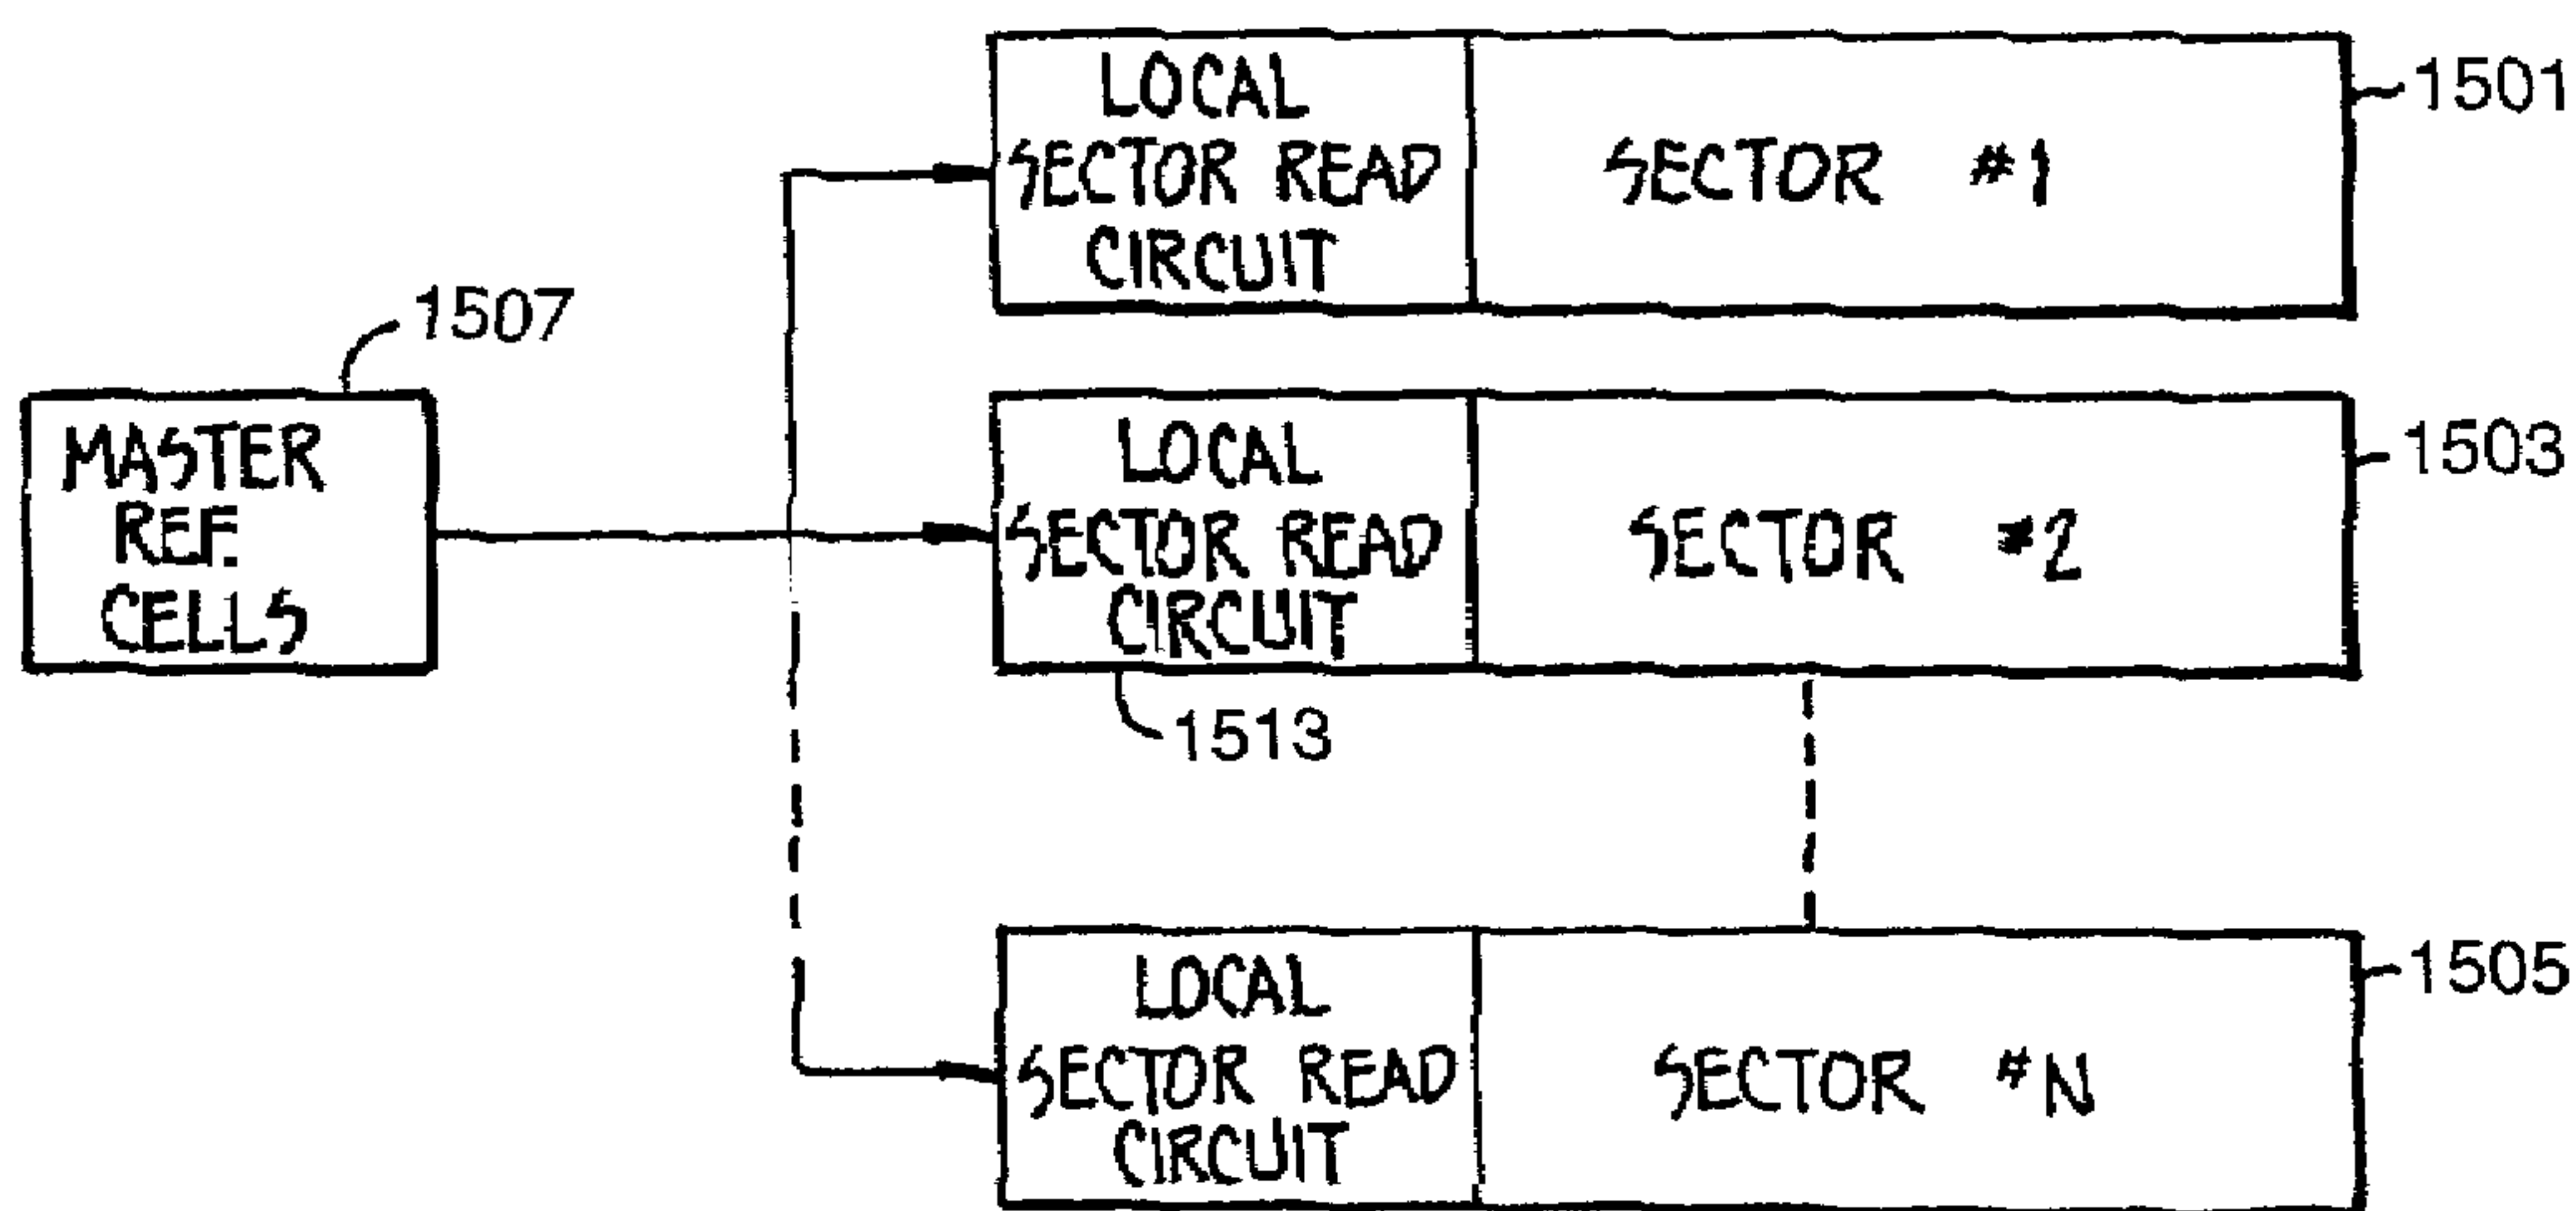 LOCAL
SECTOR READ
CIRCUIT
SECTOR #1
1501
1507
MASTER
REF.
CELLS
LOCAL
SECTOR READ
CIRCUIT
SECTOR #2
1503
1513
LOCAL
SECTOR READ
CIRCUIT
SECTOR #N
1505